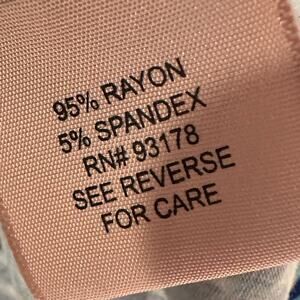 95% RAYON
5% SPANDEX
RN# 93178
SEE REVERSE
FOR CARE